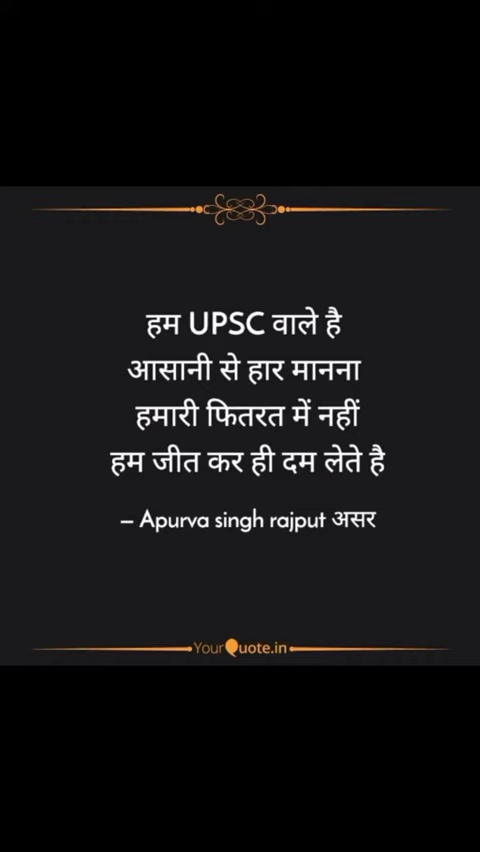 हम UPSC वाले है
आसानी से हार मानना
हमारी फितरत में नहीं
हम जीत कर ही दम लेते है
– Apurva singh rajput असर
YourQuote.in